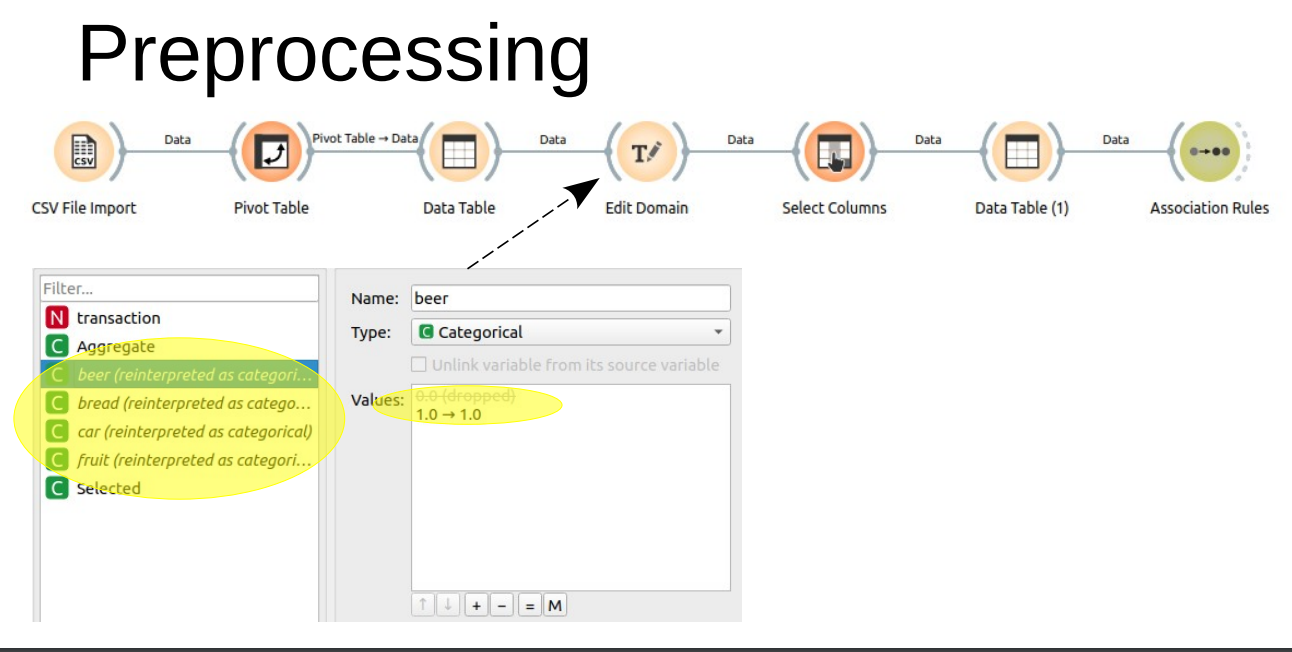 Preprocessing
Data
Pivot Table → Data
Data
Data
Data
Data
CSV
CSV File Import
Pivot Table
Data Table
Edit Domain
Select Columns
Data Table (1)
Association Rules
Filter...
N transaction
C Aggregate
C beer (reinterpreted as categori...
C bread (reinterpreted as catego...
C car (reinterpreted as categorical)
C fruit (reinterpreted as categori...
C Selected
Name: beer
Type: C Categorical
Unlink variable from its source variable
Values: 0.0 (dropped)
1.0 → 1.0
↑ ↓ + − = M